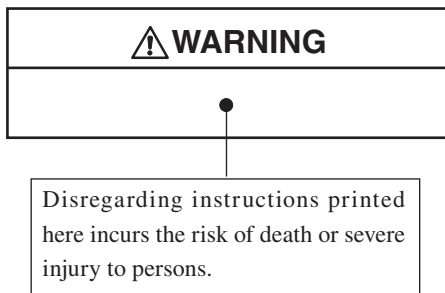 WARNING
Disregarding instructions printed
here incurs the risk of death or severe
injury to persons.